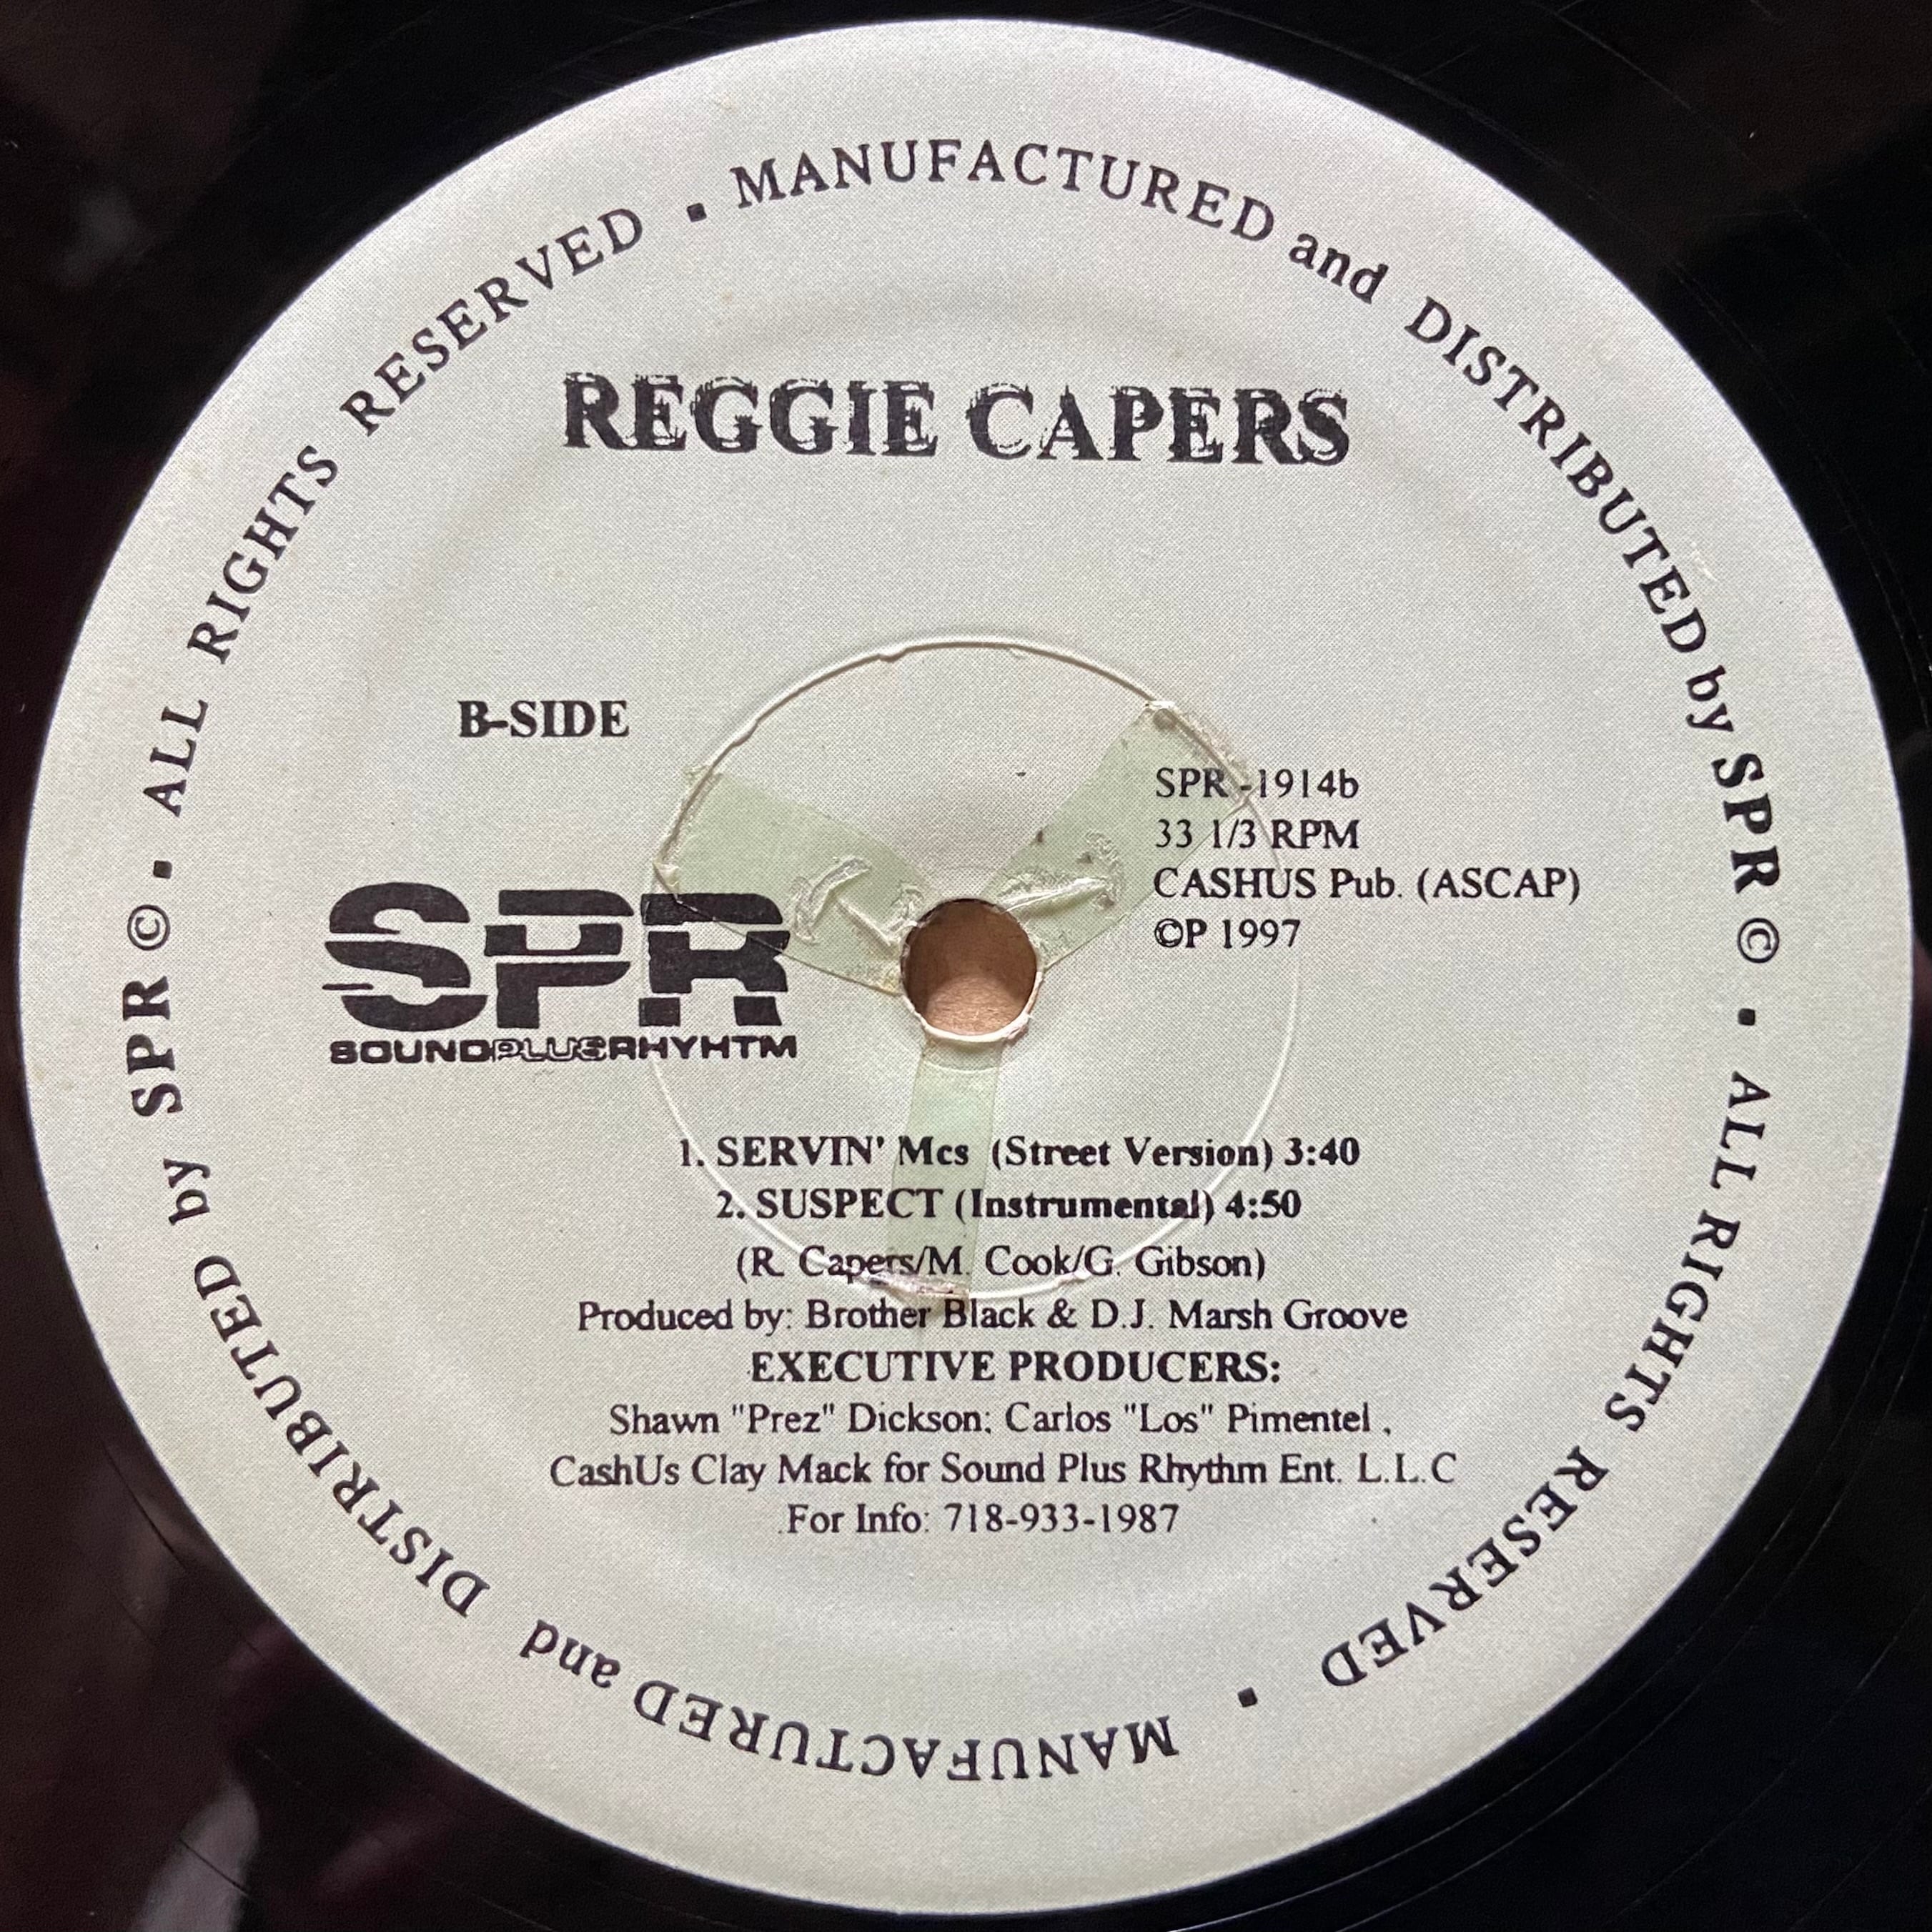 MANUFACTURED and DISTRIBUTED by SPR © ▪ ALL RIGHTS RESERVED ▪ MANUFACTURED and DISTRIBUTED by SPR © ▪ ALL RIGHTS RESERVED ▪
REGGIE CAPERS
B-SIDE
SPR -1914b
33 1/3 RPM
CASHUS Pub. (ASCAP)
©P 1997
SPR
SOUNDPLUSRHYHTM
1. SERVIN' Mcs (Street Version) 3:40
2. SUSPECT (Instrumental) 4:50
(R. Capers/M. Cook/G. Gibson)
Produced by: Brother Black & D.J. Marsh Groove
EXECUTIVE PRODUCERS:
Shawn "Prez" Dickson; Carlos "Los" Pimentel ,
CashUs Clay Mack for Sound Plus Rhythm Ent. L.L.C
.For Info: 718-933-1987